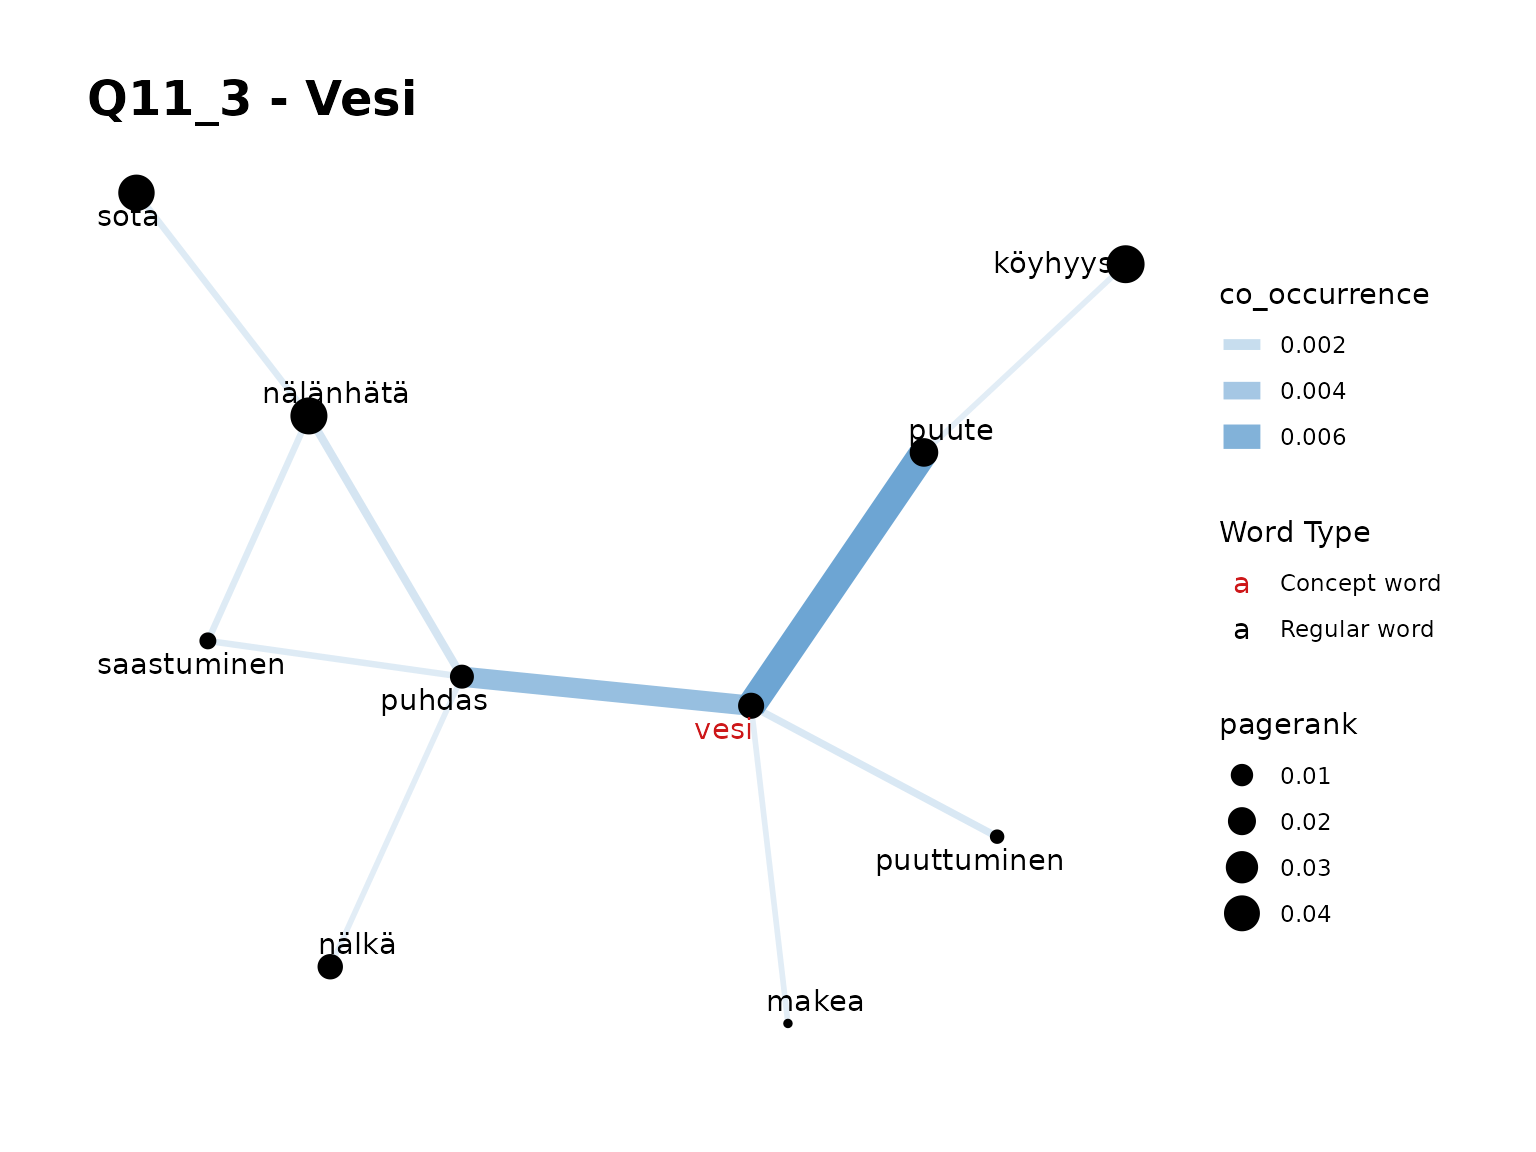 Q11_3 - Vesi
sota
köyhyys
nälänhätä
puute
saastuminen
puhdas
vesi
puuttuminen
nälkä
makea
co_occurrence
0.002
0.004
0.006
Word Type
a Concept word
a Regular word
pagerank
0.01
0.02
0.03
0.04